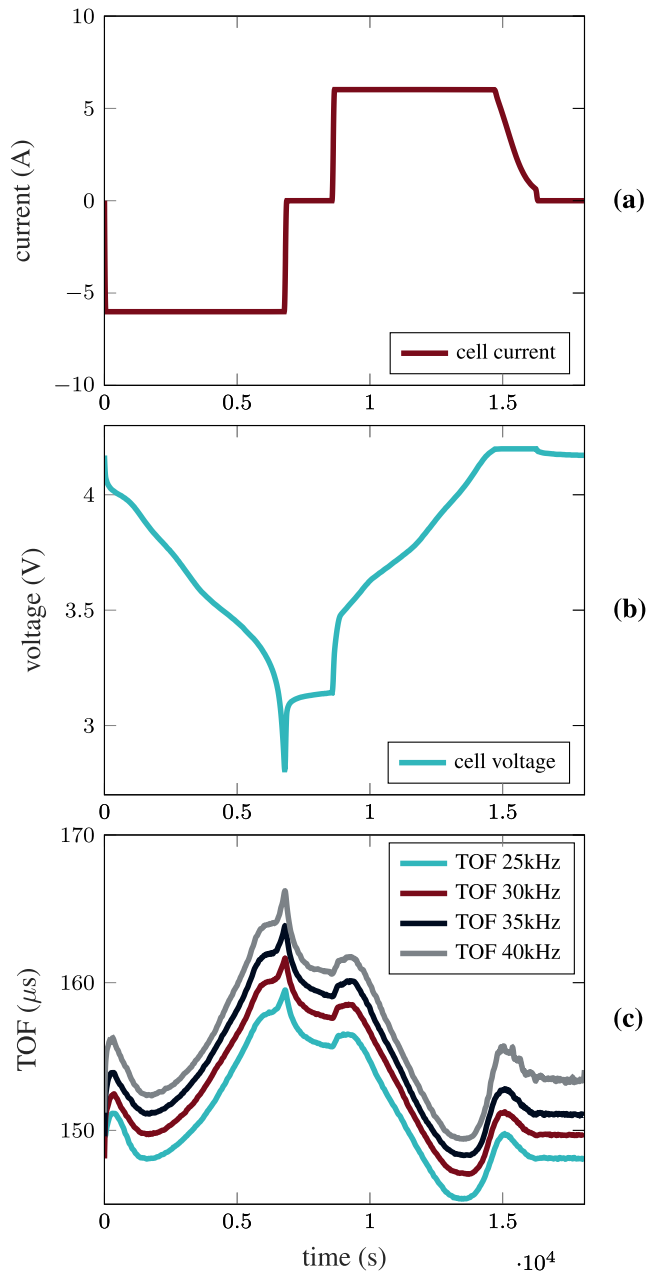 10
5
0
−5
−10
current (A)
cell current
0 0.5 1 1.5
(a)
4
3.5
3
voltage (V)
cell voltage
0 0.5 1 1.5
(b)
170
160
150
TOF (μs)
TOF 25kHz
TOF 30kHz
TOF 35kHz
TOF 40kHz
(c)
0 0.5 1 1.5
time (s)
·10⁴